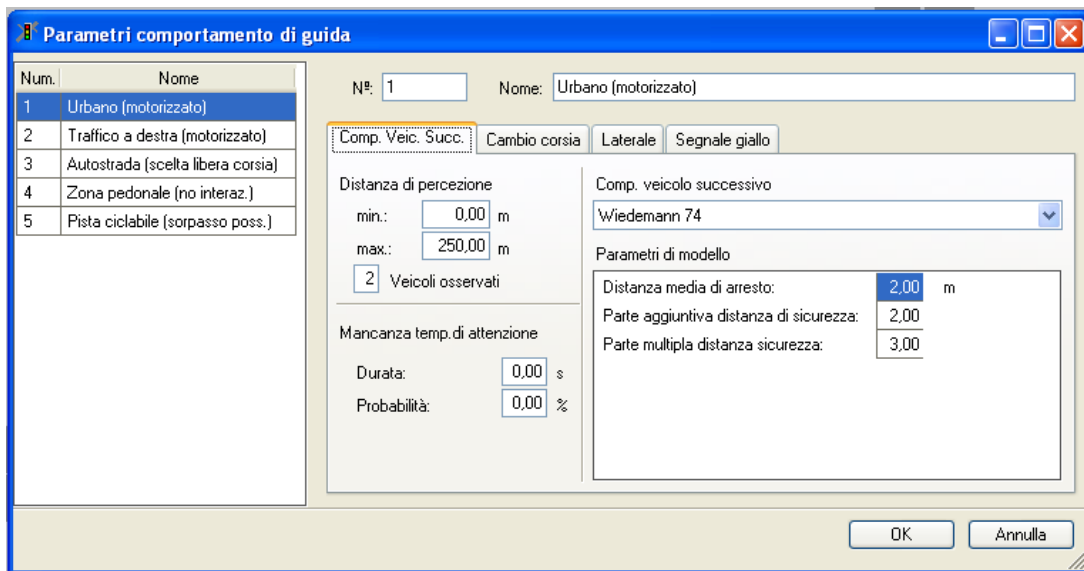 Parametri comportamento di guida
Num. Nome
1 Urbano (motorizzato)
2 Traffico a destra (motorizzato)
3 Autostrada (scelta libera corsia)
4 Zona pedonale (no interaz.)
5 Pista ciclabile (sorpasso poss.)
Nº: 1 Nome: Urbano (motorizzato)
Comp. Veic. Succ. Cambio corsia Laterale Segnale giallo
Distanza di percezione
min.: 0,00 m
max.: 250,00 m
2 Veicoli osservati
Mancanza temp.di attenzione
Durata: 0,00 s
Probabilità: 0,00 %
Comp. veicolo successivo
Wiedemann 74
Parametri di modello
Distanza media di arresto: 2,00 m
Parte aggiuntiva distanza di sicurezza: 2,00
Parte multipla distanza sicurezza: 3,00
OK Annulla